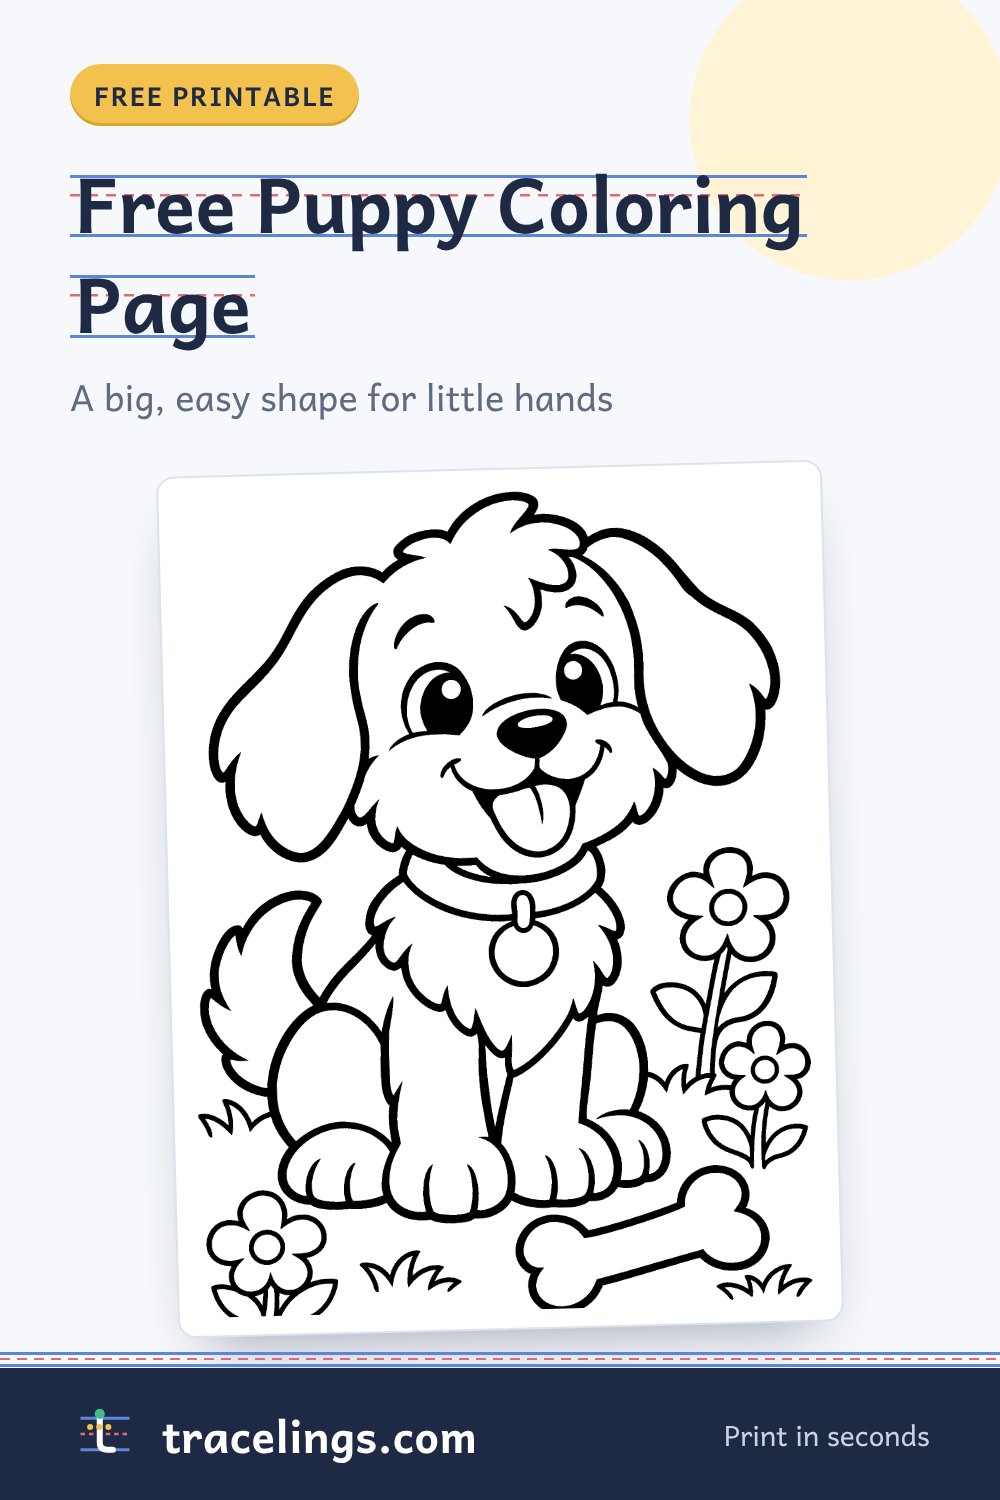 FREE PRINTABLE
Free Puppy Coloring
Page
A big, easy shape for little hands
tracelings.com
Print in seconds